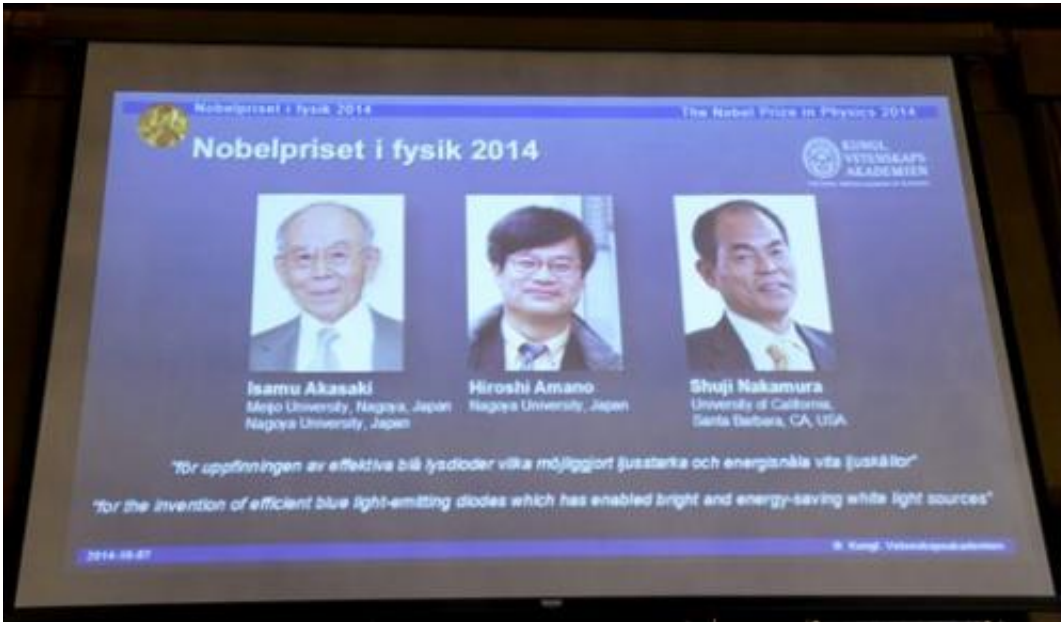 Nobelpriset i fysik 2014
The Nobel Prize in Physics 2014
Nobelpriset i fysik 2014
KUNGL.
VETENSKAPS-
AKADEMIEN
Isamu Akasaki
Meijo University, Nagoya, Japan
Nagoya University, Japan
Hiroshi Amano
Nagoya University, Japan
Shuji Nakamura
University of California,
Santa Barbara, CA, USA
"för uppfinningen av effektiva blå lysdioder vilka möjliggjort ljusstarka och energisnåla vita ljuskällor"
"for the invention of efficient blue light-emitting diodes which has enabled bright and energy-saving white light sources"
2014-10-07
© Kungl. Vetenskapsakademien